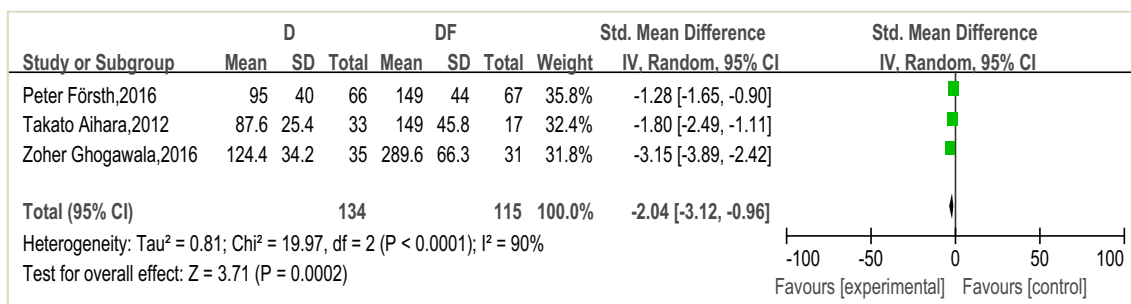 D DF Std. Mean Difference Std. Mean Difference
Study or Subgroup Mean SD Total Mean SD Total Weight IV, Random, 95% CI IV, Random, 95% CI
Peter Försth,2016 95 40 66 149 44 67 35.8% -1.28 [-1.65, -0.90]
Takato Aihara,2012 87.6 25.4 33 149 45.8 17 32.4% -1.80 [-2.49, -1.11]
Zoher Ghogawala,2016 124.4 34.2 35 289.6 66.3 31 31.8% -3.15 [-3.89, -2.42]
Total (95% CI) 134 115 100.0% -2.04 [-3.12, -0.96]
Heterogeneity: Tau² = 0.81; Chi² = 19.97, df = 2 (P < 0.0001); I² = 90%
Test for overall effect: Z = 3.71 (P = 0.0002)
-100 -50 0 50 100
Favours [experimental] Favours [control]